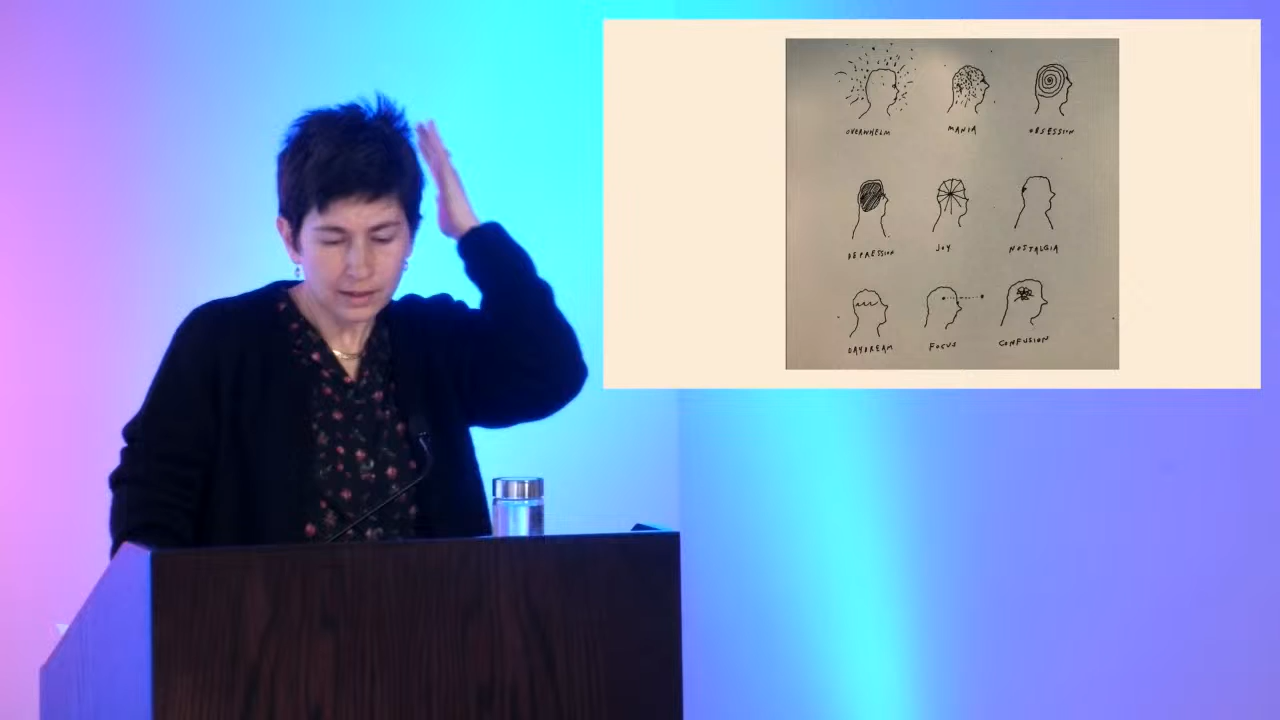 OVERWHELM
MANIA
OBSESSION
DEPRESSION
JOY
NOSTALGIA
DAYDREAM
FOCUS
CONFUSION